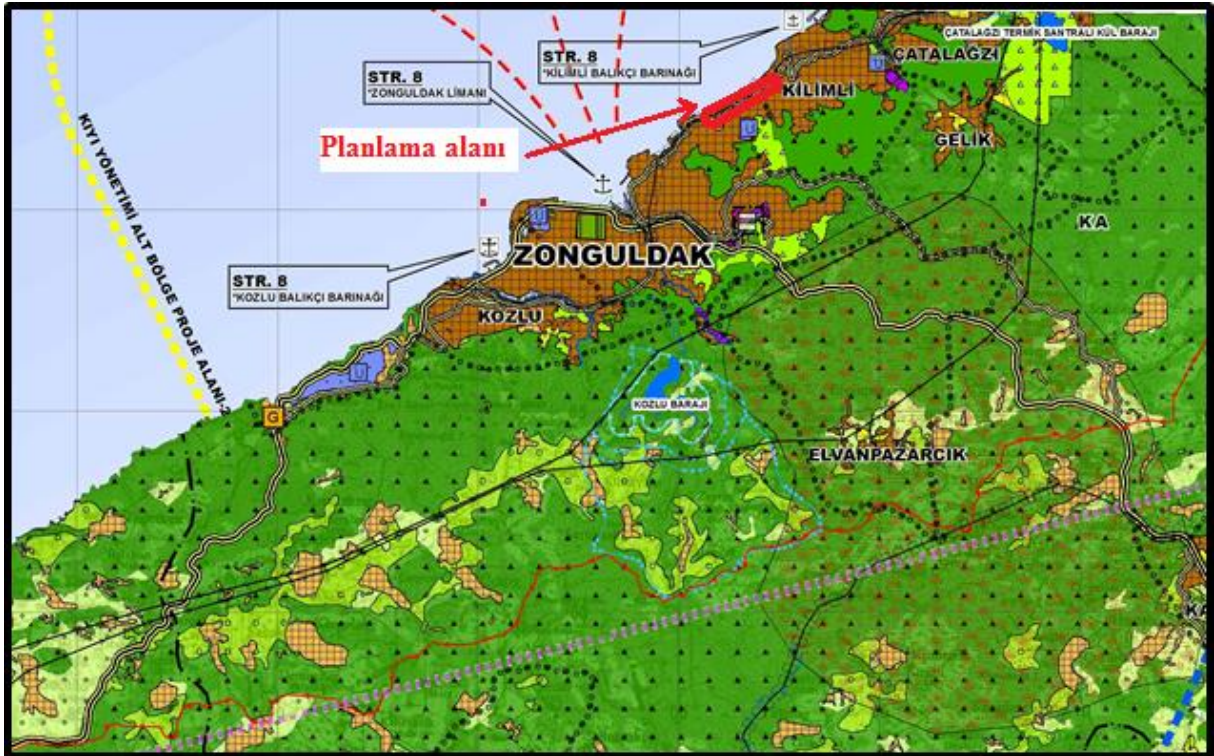 STR. 8
*KİLİMLİ BALIKÇI BARINAĞI
ÇATALAĞZI TERMİK SANTRALI KÜL BARAJI
ÇATALAĞZI
STR. 8
*ZONGULDAK LİMANI
KİLİMLİ
Planlama alanı
GELİK
KIYI YÖNETİMİ ALT BÖLGE PROJE ALANI-2
KA
ZONGULDAK
STR. 8
*KOZLU BALIKÇI BARINAĞI
KOZLU
U
U
U
U
G
KOZLU BARAJI
ELVANPAZARCIK
KA